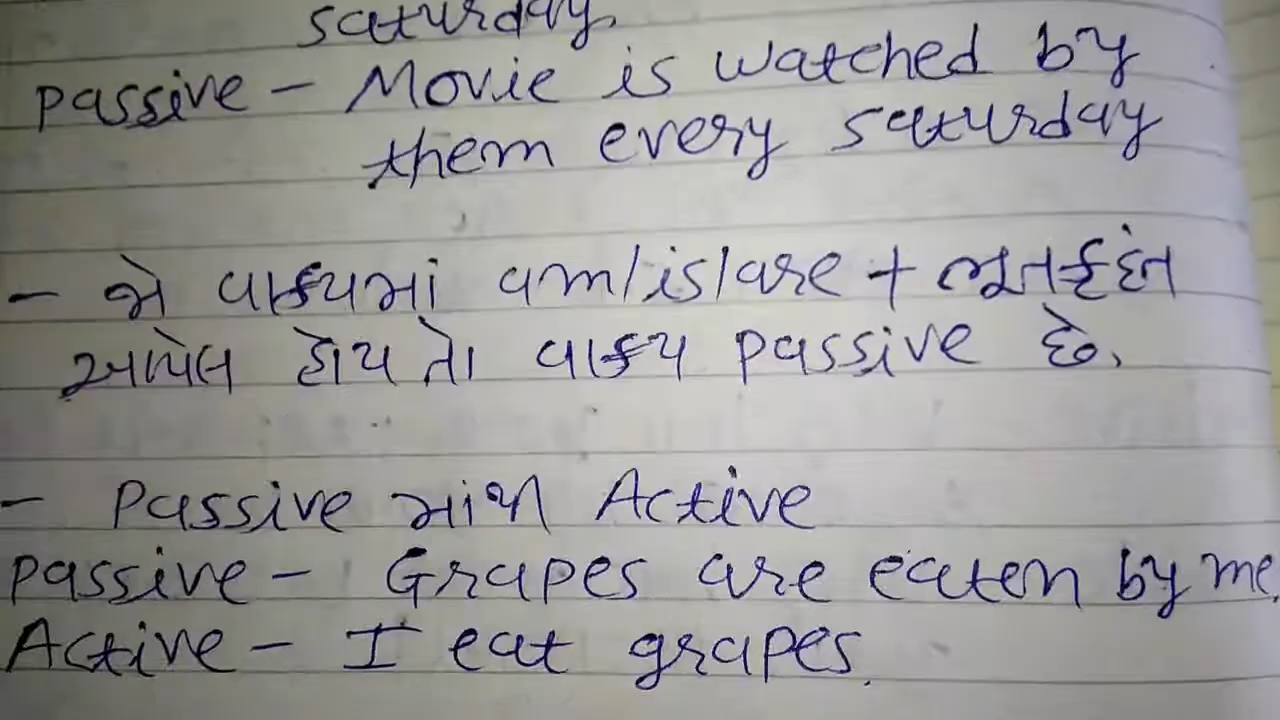 saturday.
passive - Movie is watched by
them every saturday
- જો વાક્યમાં am/is/are + ભૂતકૃદંત
આપેલ હોય તો વાક્ય passive છે.
- Passive માંથી Active
passive - Grapes are eaten by me.
Active - I eat grapes.